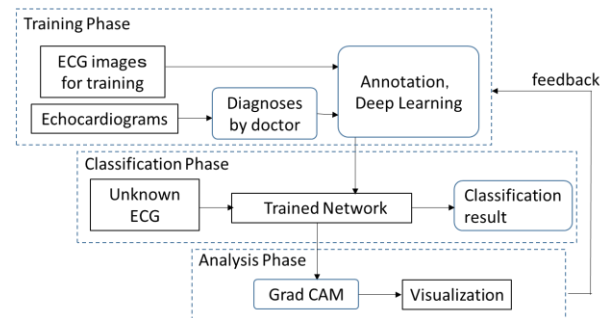 Training Phase
ECG images
for training
Annotation,
Deep Learning
feedback
Echocardiograms
Diagnoses
by doctor
Classification Phase
Unknown
ECG
Trained Network
Classification
result
Analysis Phase
Grad CAM
Visualization